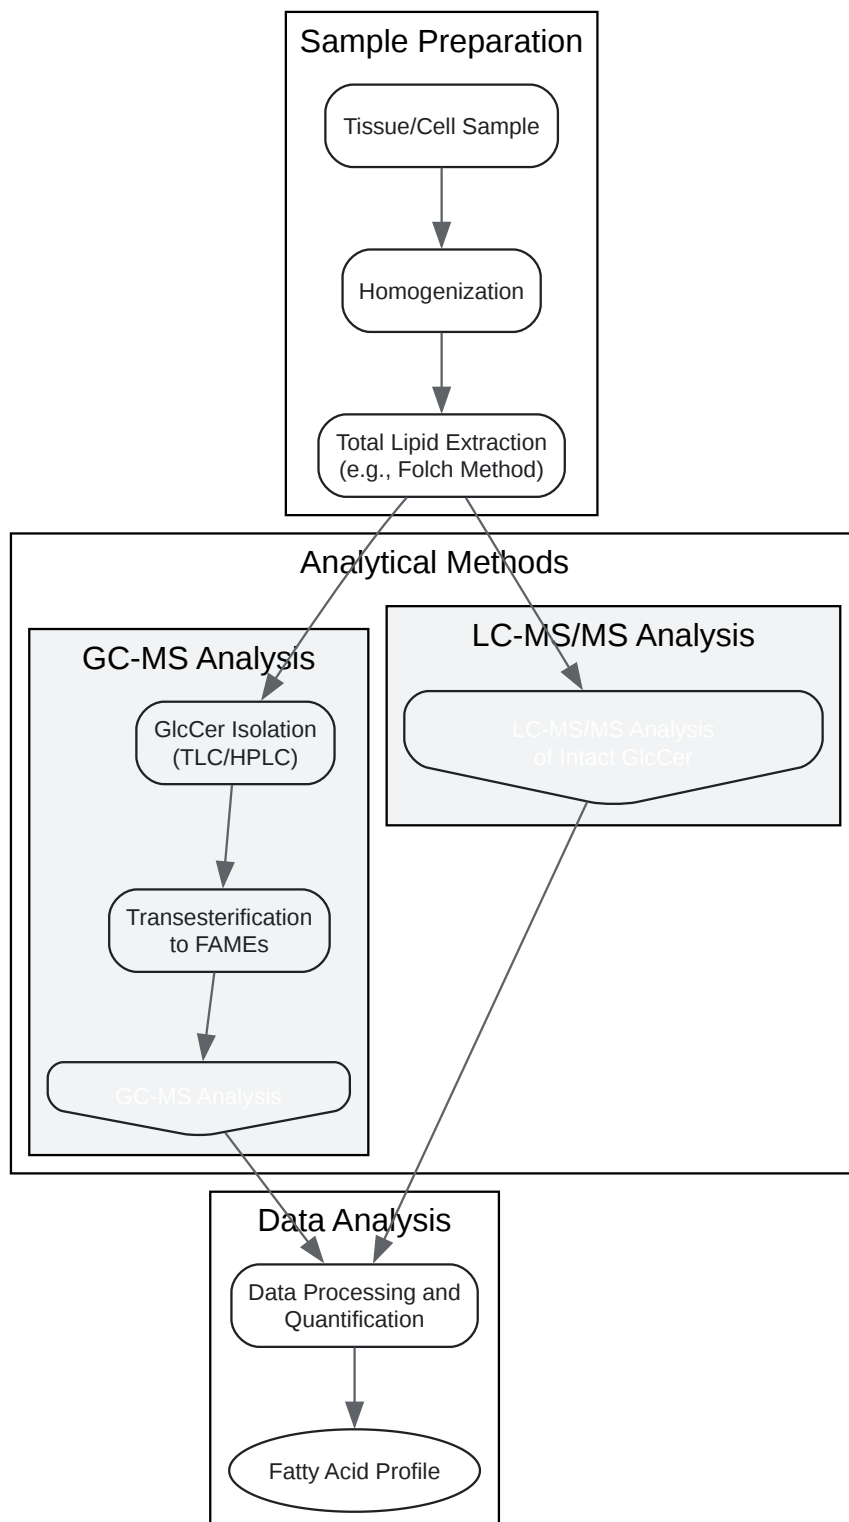 Sample Preparation
Tissue/Cell Sample
Homogenization
Total Lipid Extraction
(e.g., Folch Method)
Analytical Methods
GC-MS Analysis
GlcCer Isolation
(TLC/HPLC)
Transesterification
to FAMEs
GC-MS Analysis
LC-MS/MS Analysis
LC-MS/MS Analysis
of Intact GlcCer
Data Analysis
Data Processing and
Quantification
Fatty Acid Profile